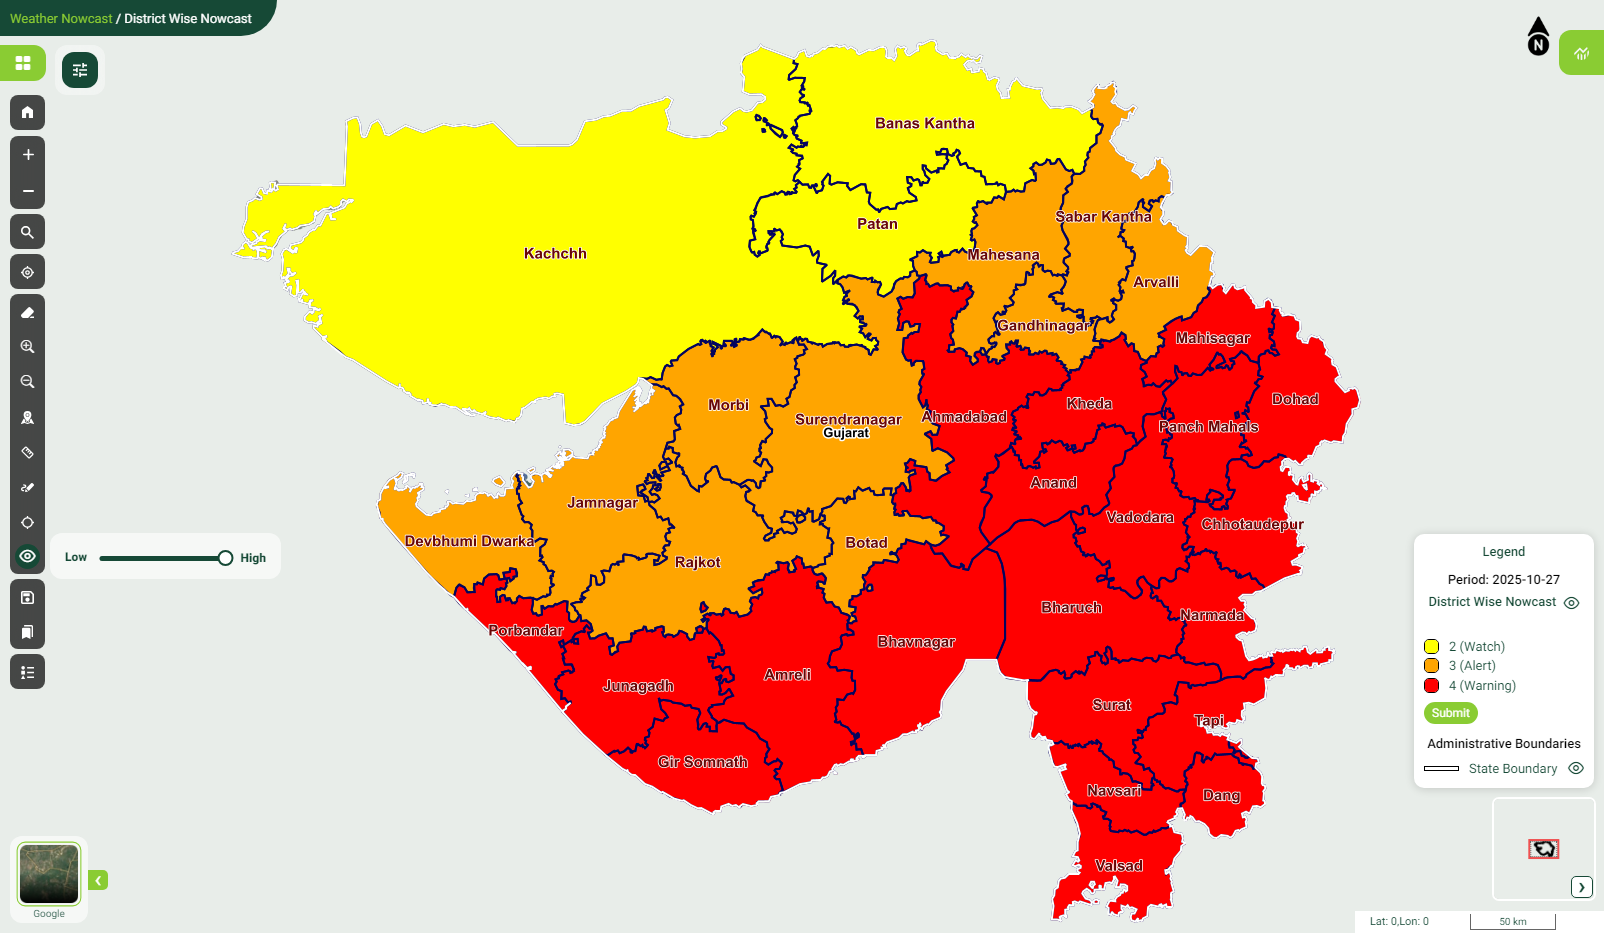 Weather Nowcast / District Wise Nowcast
N
Banas Kantha
Patan
Kachchh
Sabar Kantha
Mahesana
Arvalli
Gandhinagar
Mahisagar
Morbi
Surendranagar
Gujarat
Ahmadabad
Kheda
Panch Mahals
Dohad
Anand
Jamnagar
Vadodara
Chhotaudepur
Devbhumi Dwarka
Botad
Rajkot
Low
High
Bharuch
Narmada
Porbandar
Bhavnagar
Junagadh
Amreli
Surat
Tapi
Gir Somnath
Navsari
Dang
Valsad
Legend
Period: 2025-10-27
District Wise Nowcast
2 (Watch)
3 (Alert)
4 (Warning)
Submit
Administrative Boundaries
State Boundary
Google
Lat: 0,Lon: 0
50 km